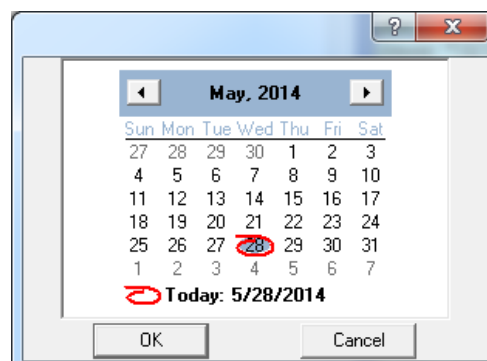 ?
May, 2014
Sun Mon Tue Wed Thu Fri Sat
27 28 29 30 1 2 3
4 5 6 7 8 9 10
11 12 13 14 15 16 17
18 19 20 21 22 23 24
25 26 27 28 29 30 31
1 2 3 4 5 6 7
Today: 5/28/2014
OK Cancel